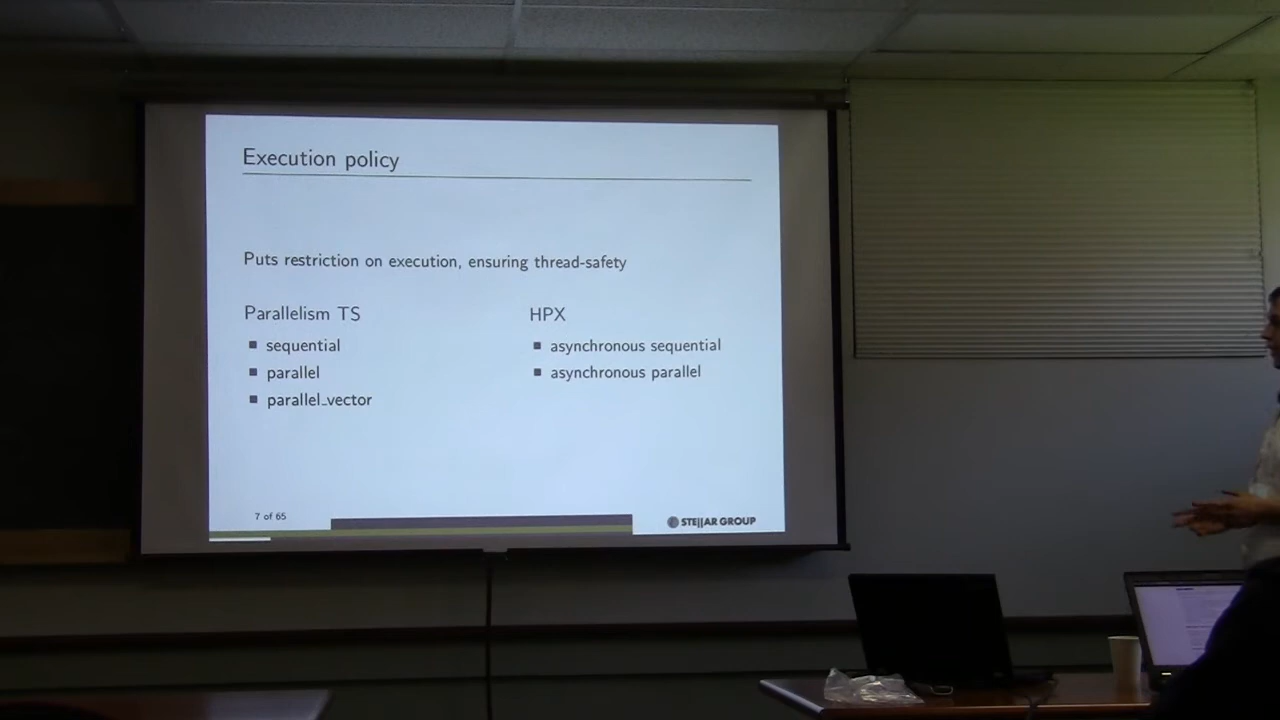 Execution policy
Puts restriction on execution, ensuring thread-safety
Parallelism TS
sequential
parallel
parallel_vector
HPX
asynchronous sequential
asynchronous parallel
7 of 65
STE||AR GROUP